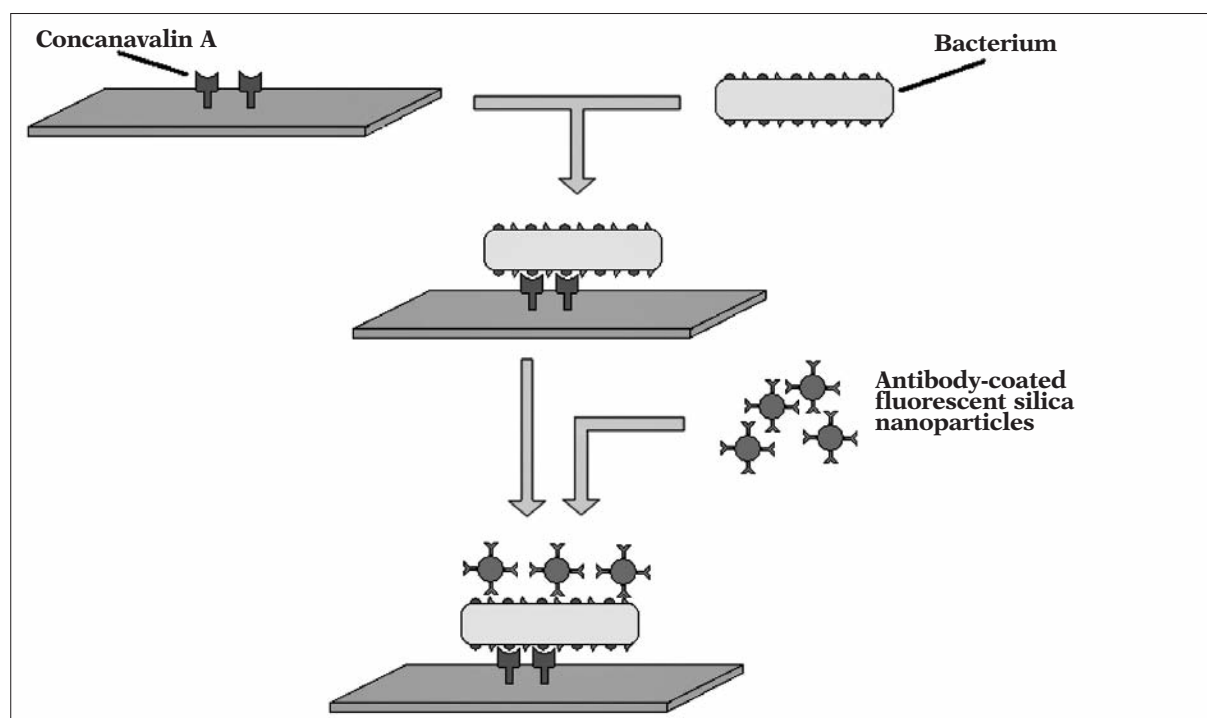 Concanavalin A
Bacterium
Antibody-coated
fluorescent silica
nanoparticles